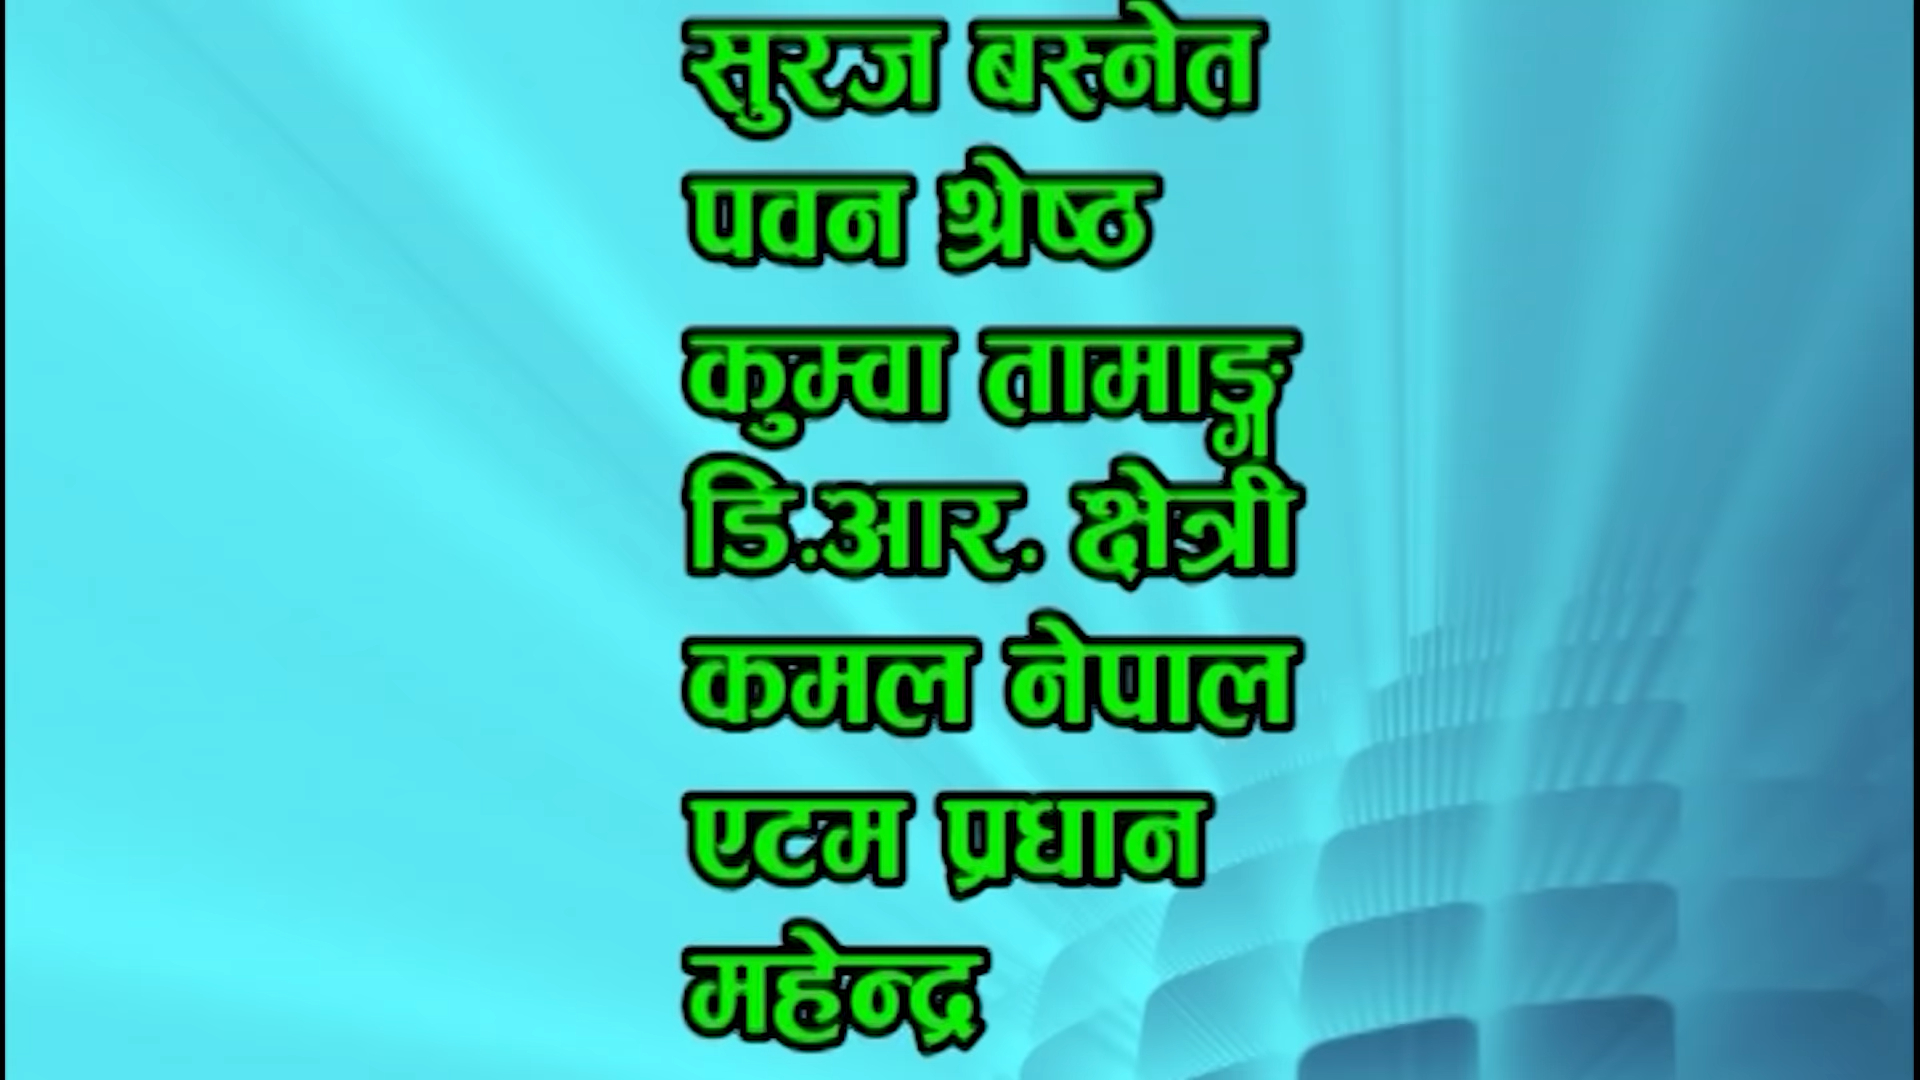 सुरज बस्नेत
पवन श्रेष्ठ
कुम्वा तामाङ्ग
डि.आर. क्षेत्री
कमल नेपाल
एटम प्रधान
महेन्द्र